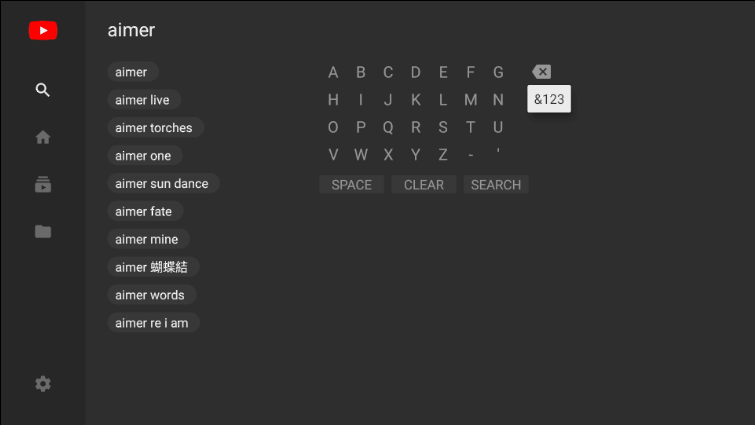 aimer
aimer
aimer live
aimer torches
aimer one
aimer sun dance
aimer fate
aimer mine
aimer 蝴蝶結
aimer words
aimer re i am
A B C D E F G
H I J K L M N
&123
O P Q R S T U
V W X Y Z - '
SPACE CLEAR SEARCH